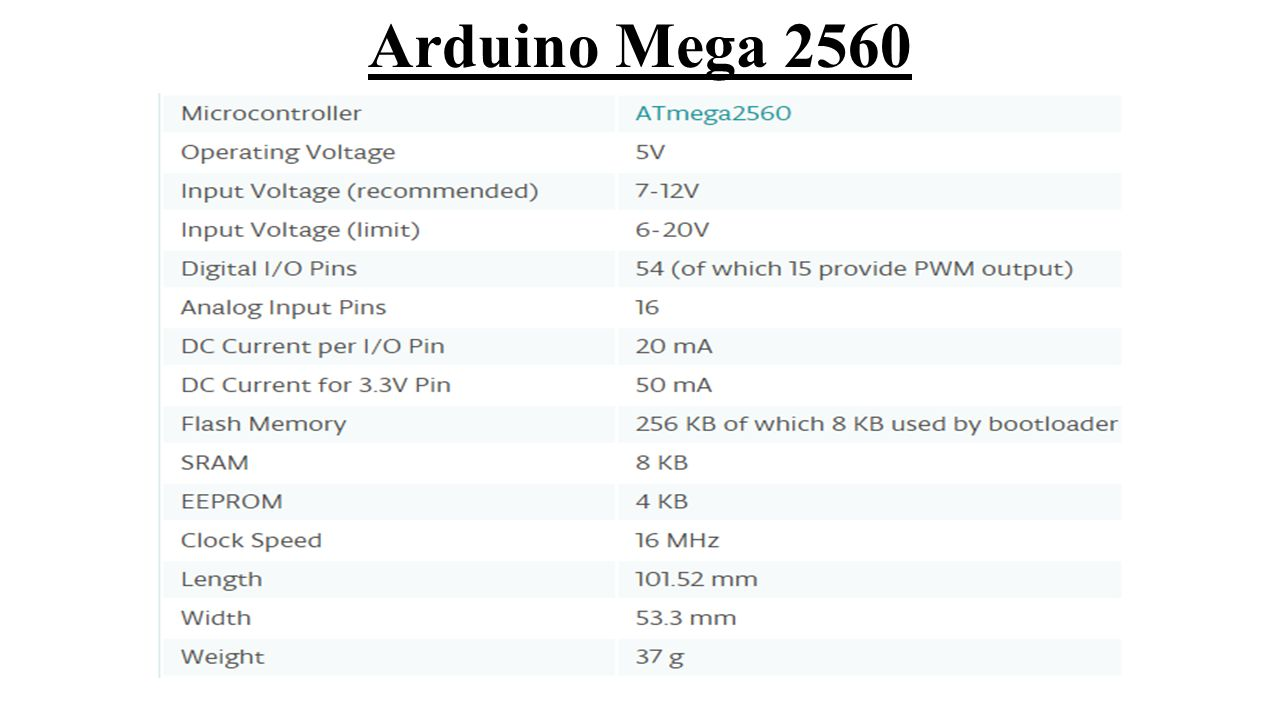 Arduino Mega 2560
Microcontroller ATmega2560
Operating Voltage 5V
Input Voltage (recommended) 7-12V
Input Voltage (limit) 6-20V
Digital I/O Pins 54 (of which 15 provide PWM output)
Analog Input Pins 16
DC Current per I/O Pin 20 mA
DC Current for 3.3V Pin 50 mA
Flash Memory 256 KB of which 8 KB used by bootloader
SRAM 8 KB
EEPROM 4 KB
Clock Speed 16 MHz
Length 101.52 mm
Width 53.3 mm
Weight 37 g